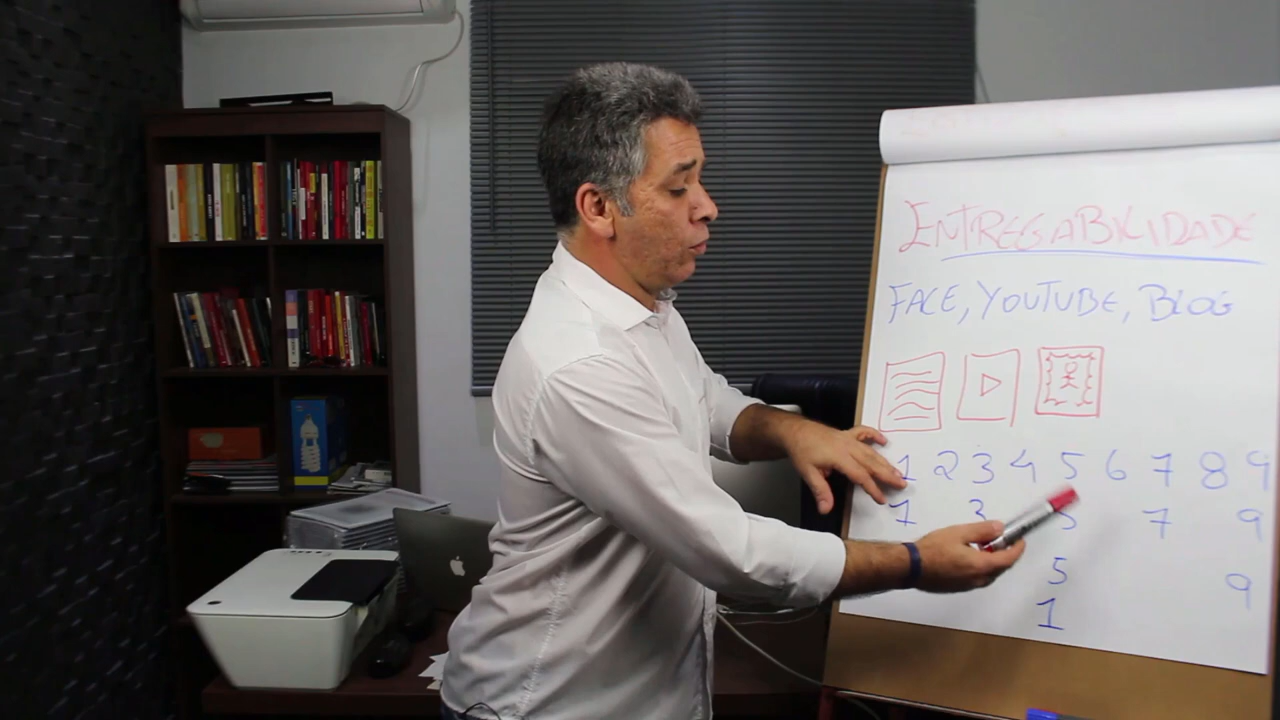 ENTREGABILIDADE
FACE, YOUTUBE, BLOG
1 2 3 4 5 6 7 8 9
1 3 5 7 9
5 9
1